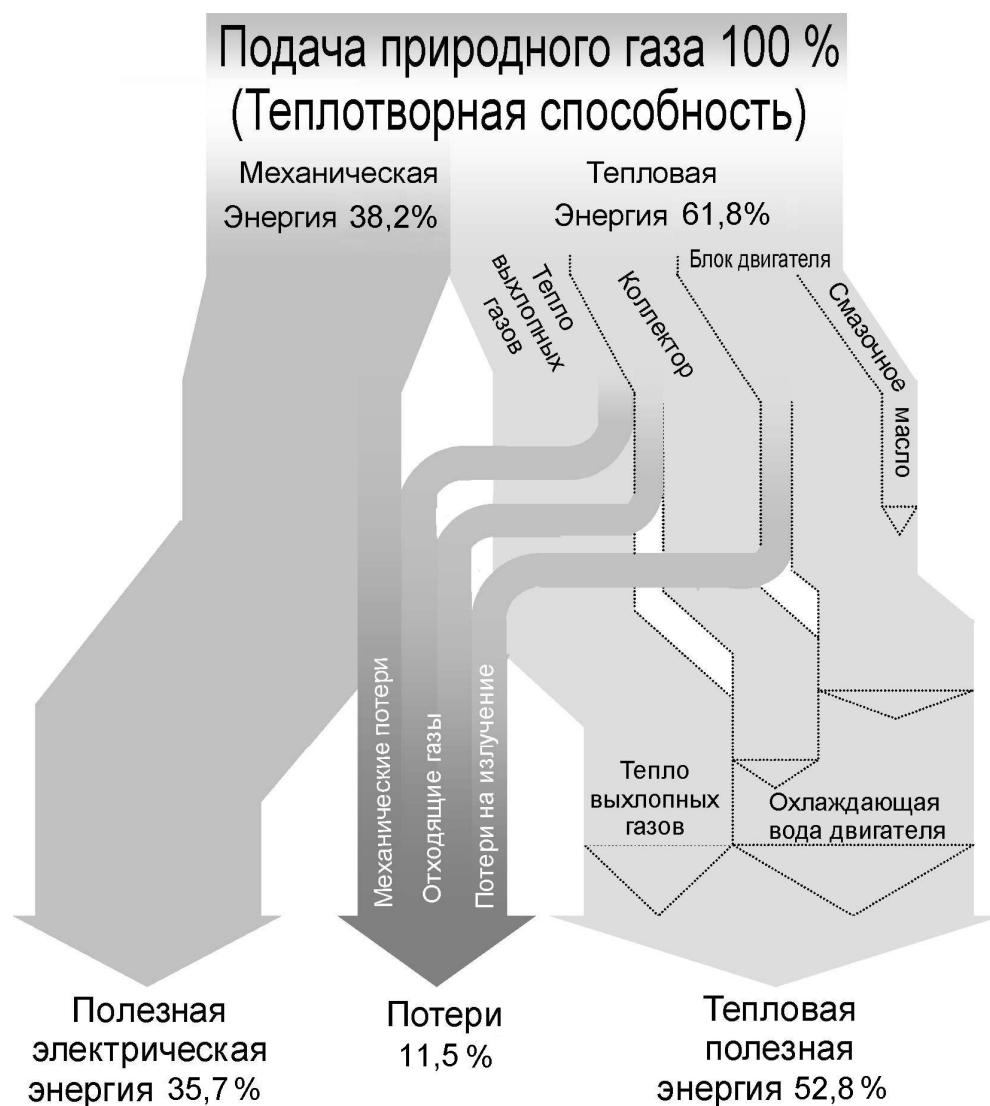 Подача природного газа 100 %
(Теплотворная способность)
Механическая
Энергия 38,2%
Тепловая
Энергия 61,8%
Тепло
выхлопных
газов
Коллектор
Блок двигателя
Смазочное
масло
Механические потери
Отходящие газы
Потери на излучение
Тепло
выхлопных
газов
Охлаждающая
вода двигателя
Полезная
электрическая
энергия 35,7%
Потери
11,5 %
Тепловая
полезная
энергия 52,8%